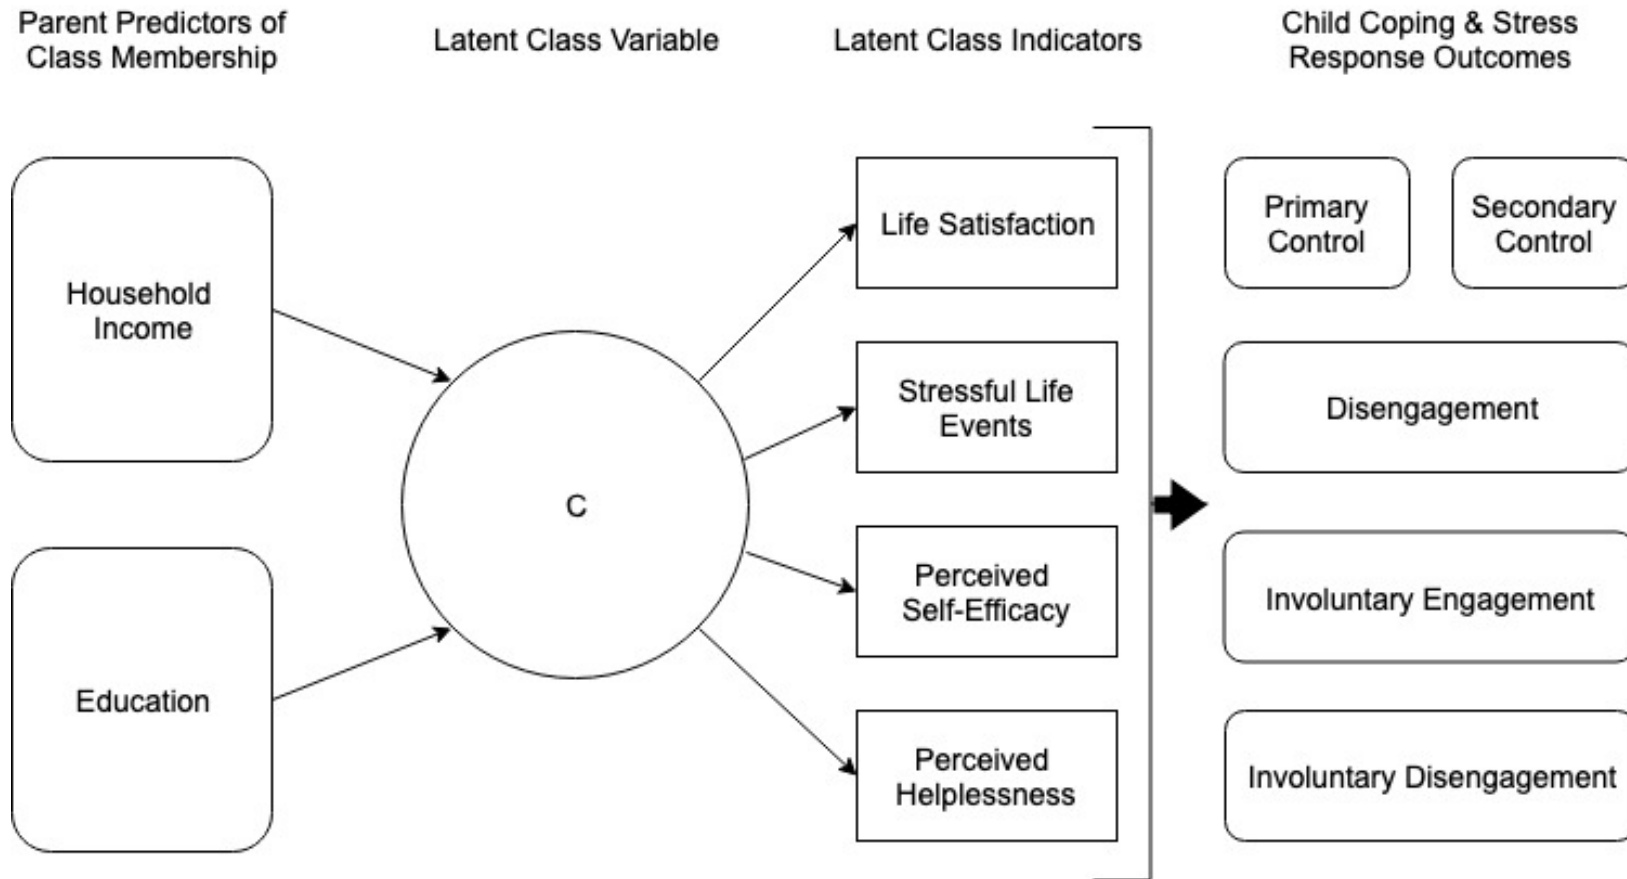 Parent Predictors of
Class Membership
Latent Class Variable
Latent Class Indicators
Child Coping & Stress
Response Outcomes
Household
Income
Education
C
Life Satisfaction
Stressful Life
Events
Perceived
Self-Efficacy
Perceived
Helplessness
Primary
Control
Secondary
Control
Disengagement
Involuntary Engagement
Involuntary Disengagement